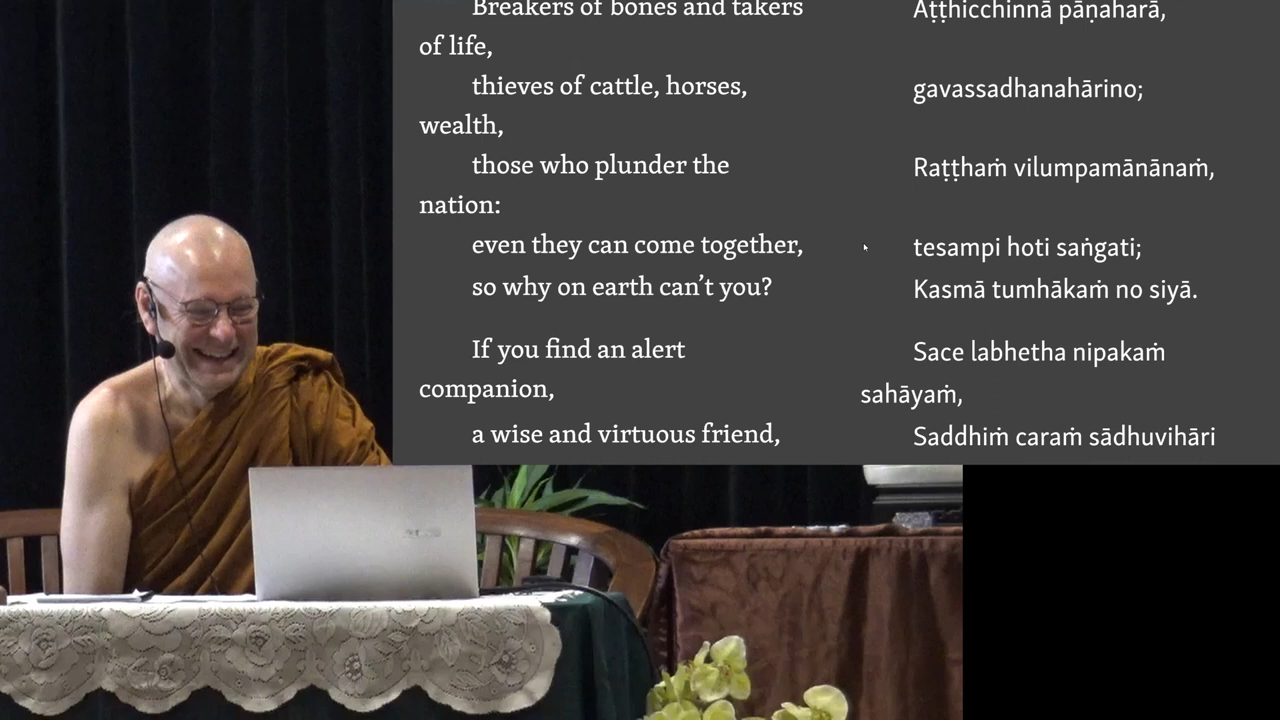 Breakers of bones and takers
of life,
thieves of cattle, horses,
wealth,
those who plunder the
nation:
even they can come together,
so why on earth can’t you?
If you find an alert
companion,
a wise and virtuous friend,
Aṭṭhicchinnā pāṇaharā,
gavassadhanahārino;
Raṭṭhaṁ vilumpamānānaṁ,
tesampi hoti saṅgati;
Kasmā tumhākaṁ no siyā.
Sace labhetha nipakaṁ
sahāyaṁ,
Saddhiṁ caraṁ sādhuvihāri